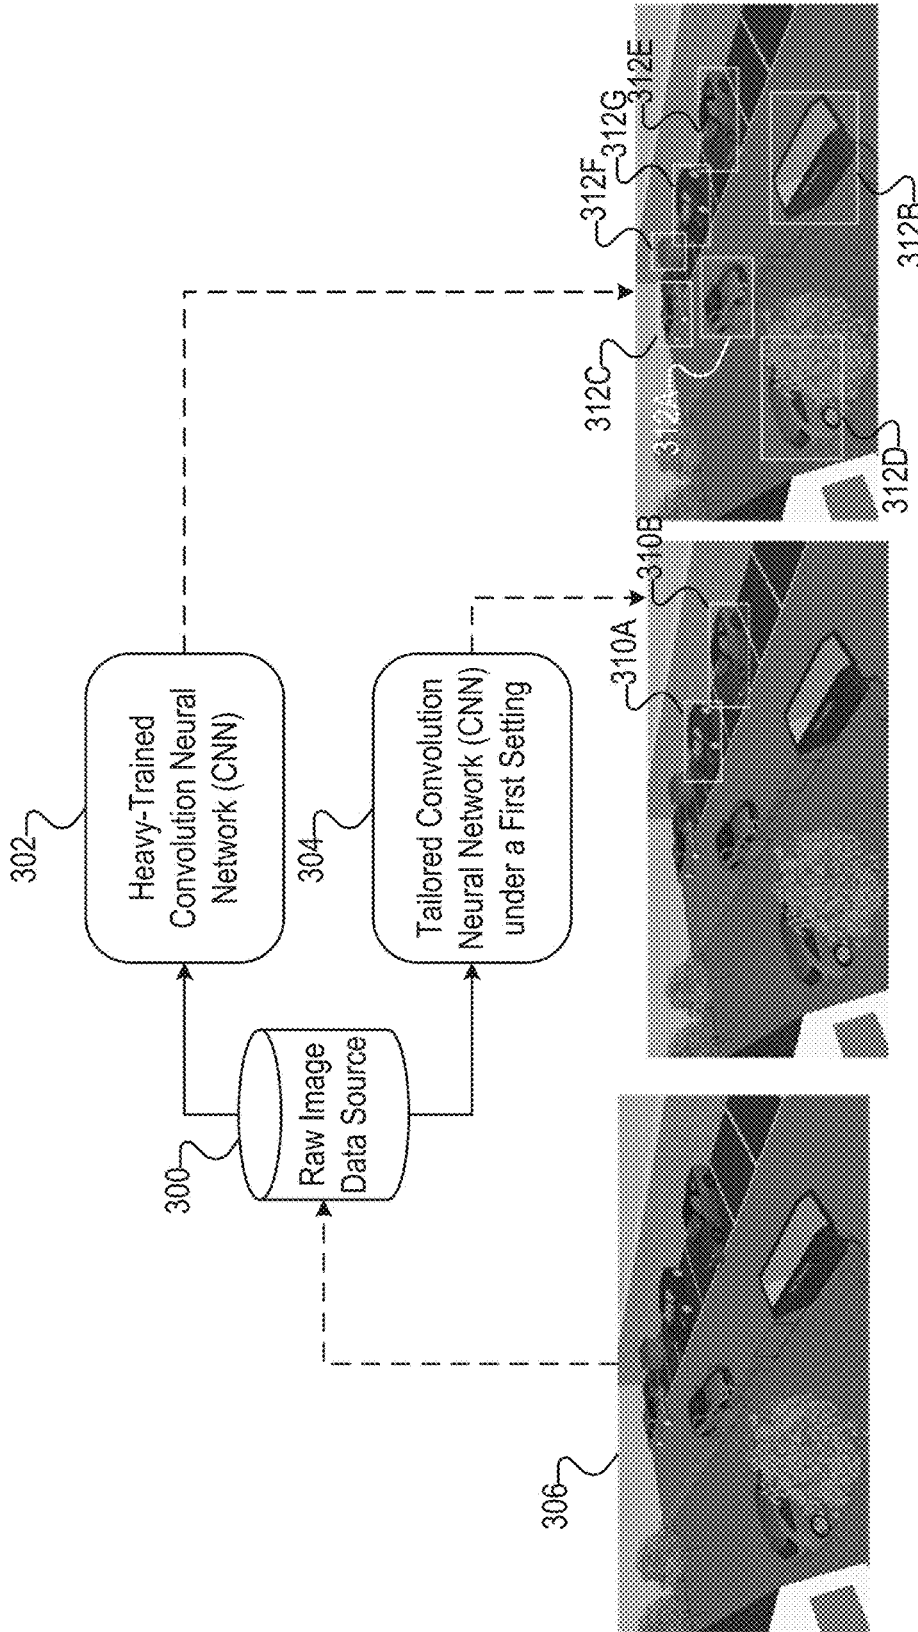 302
Heavy-Trained
Convolution Neural
Network (CNN)
300
Raw Image
Data Source
304
Tailored Convolution
Neural Network (CNN)
under a First Setting
306
310A
310B
312C
312F
312G
312E
312A
312D
312B